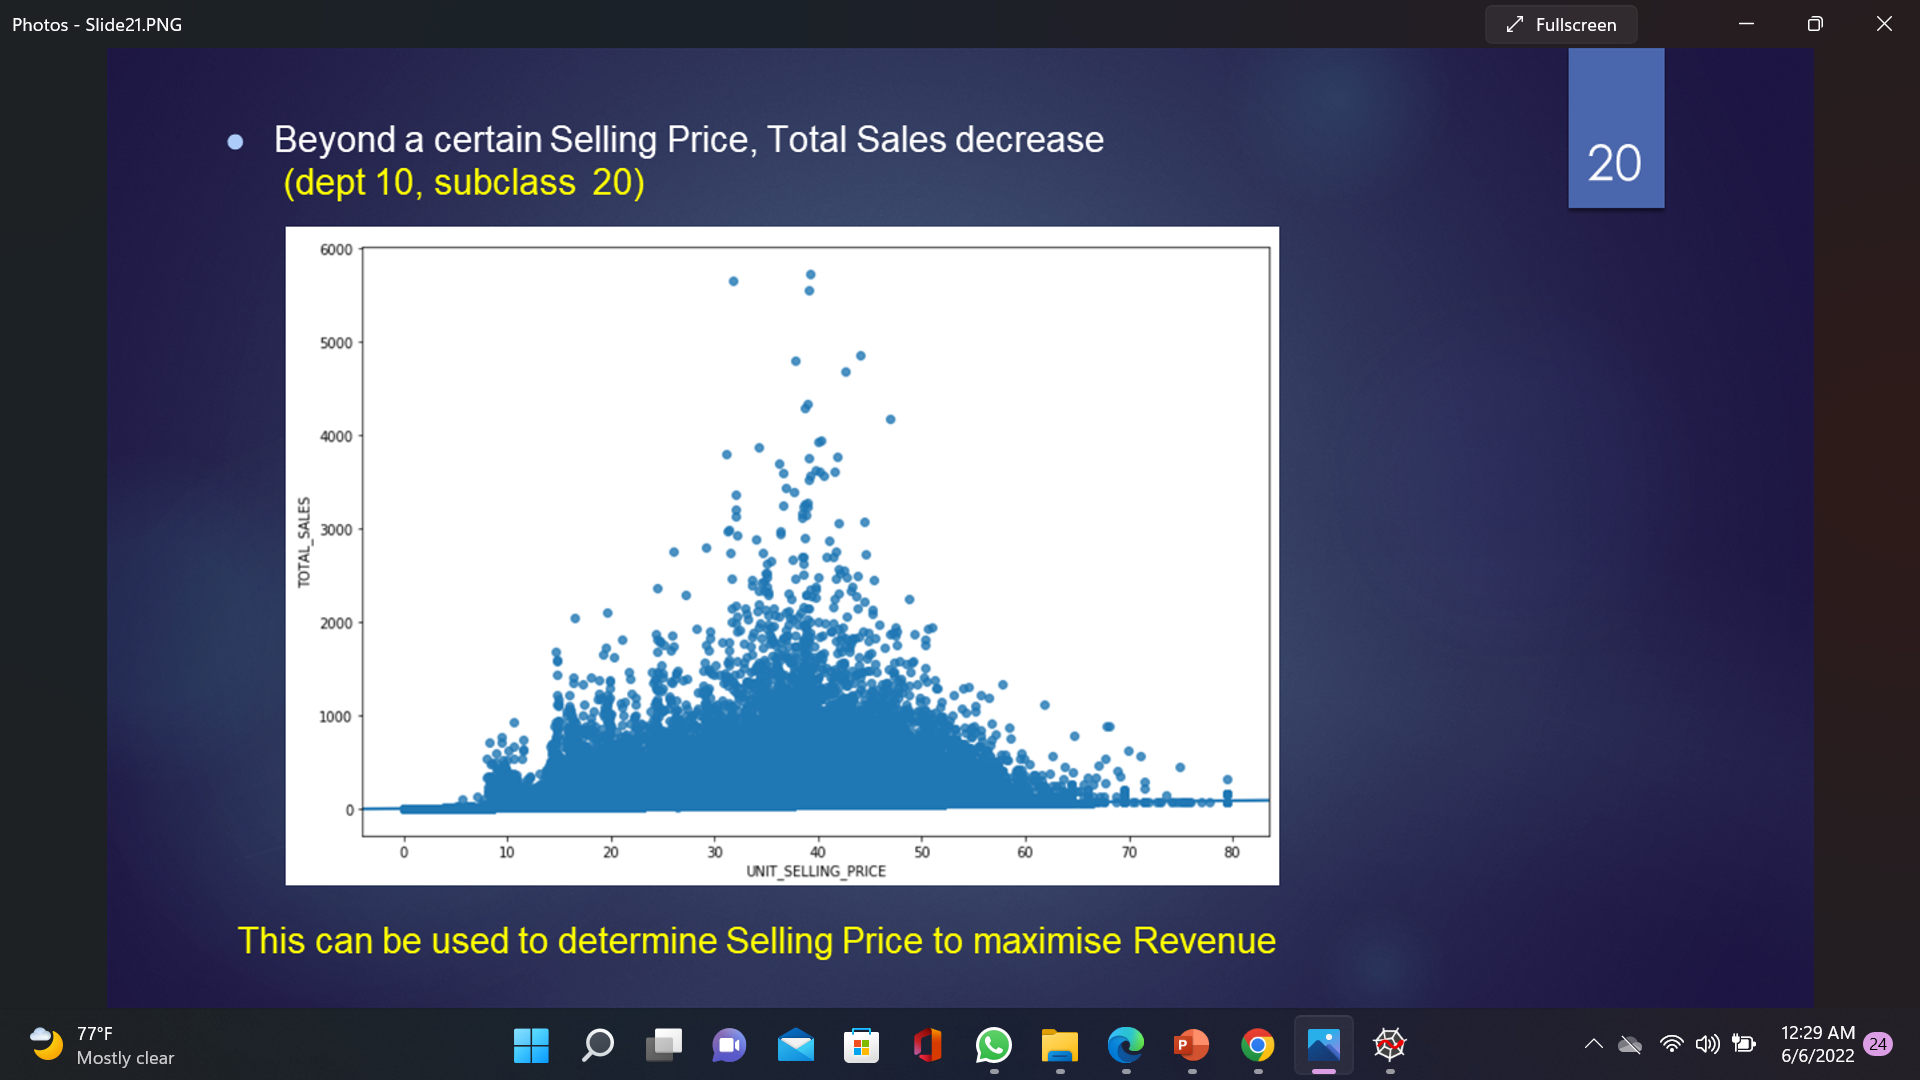 Photos - Slide21.PNG
Fullscreen
20
Beyond a certain Selling Price, Total Sales decrease
(dept 10, subclass 20)
6000
5000
4000
3000
2000
1000
0
TOTAL_SALES
0 10 20 30 40 50 60 70 80
UNIT_SELLING_PRICE
This can be used to determine Selling Price to maximise Revenue
77°F
Mostly clear
P
12:29 AM
6/6/2022
24